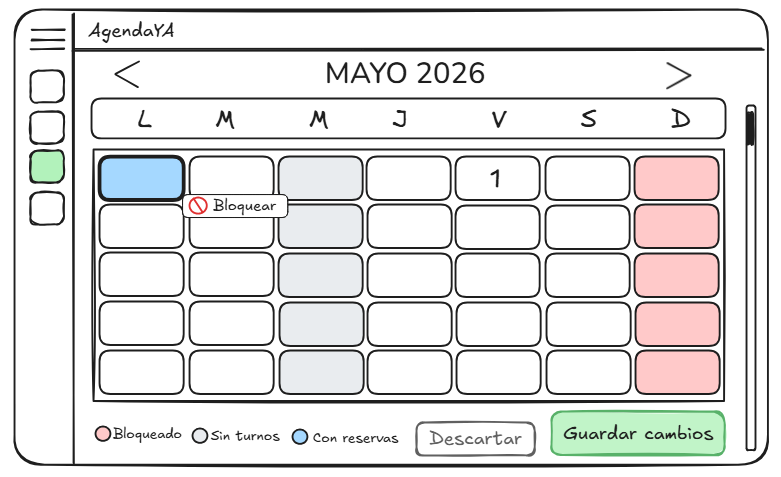 AgendaYA
MAYO 2026
L M M J V S D
1
Bloquear
Bloqueado Sin turnos Con reservas Descartar Guardar cambios